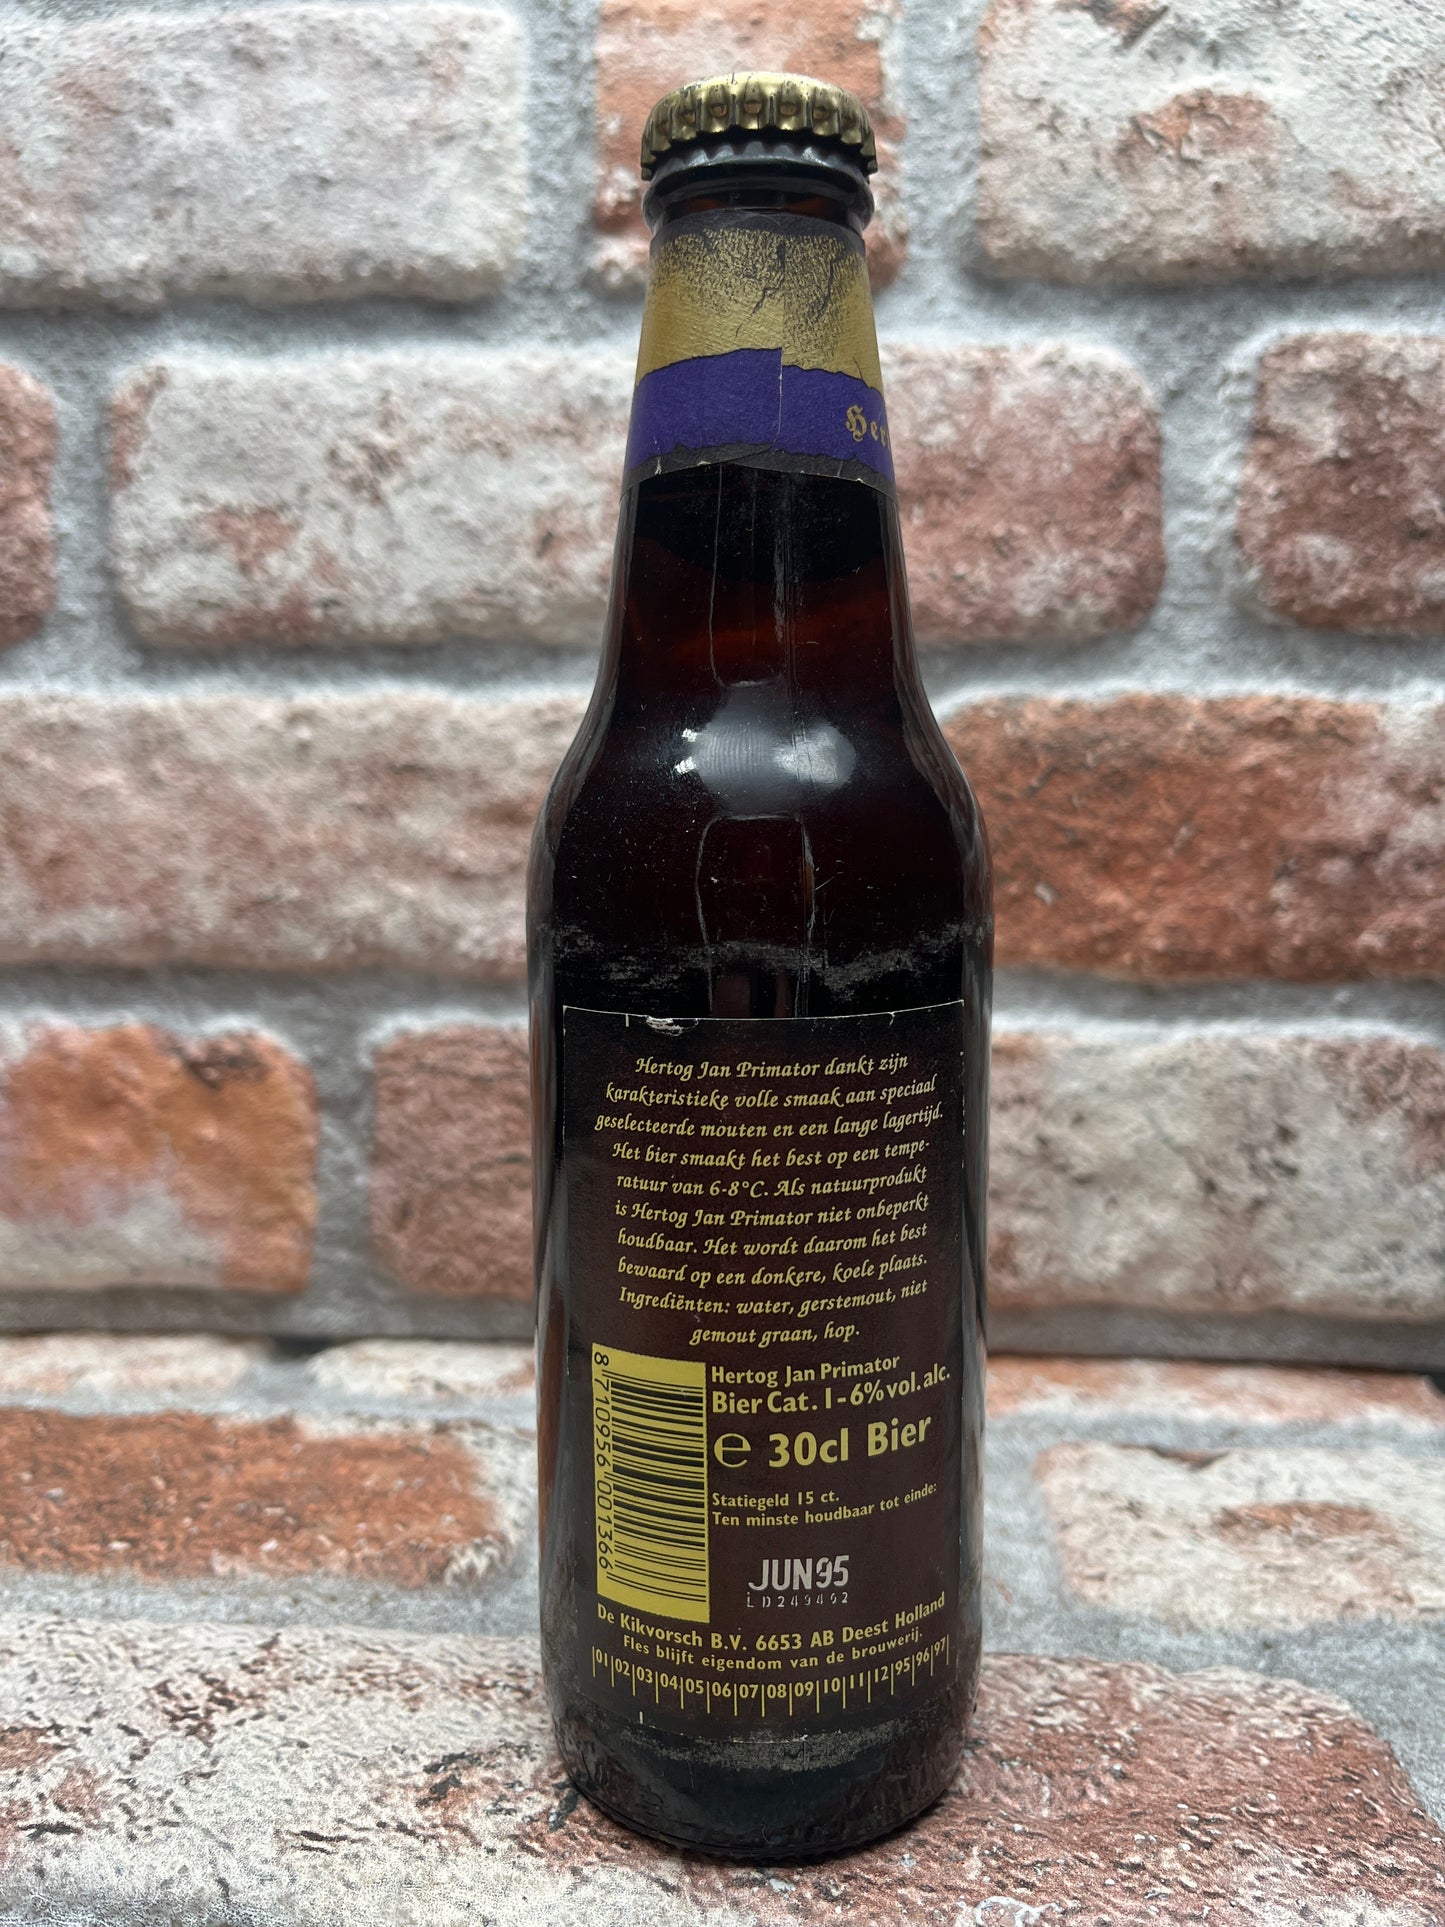 Her
Hertog Jan Primator dankt zijn
karakteristieke volle smaak aan speciaal
geselecteerde mouten en een lange lagertijd.
Het bier smaakt het best op een tempe-
ratuur van 6-8°C. Als natuurprodukt
is Hertog Jan Primator niet onbeperkt
houdbaar. Het wordt daarom het best
bewaard op een donkere, koele plaats.
Ingrediënten: water, gerstemout, niet
gemout graan, hop.
8 710956 001366
Hertog Jan Primator
Bier Cat. I - 6% vol. alc.
e 30cl Bier
Statiegeld 15 ct.
Ten minste houdbaar tot einde:
JUN95
LD249402
De Kikvorsch B.V. 6653 AB Deest Holland
Fles blijft eigendom van de brouwerij.
|01|02|03|04|05|06|07|08|09|10|11|12|95|96|97|